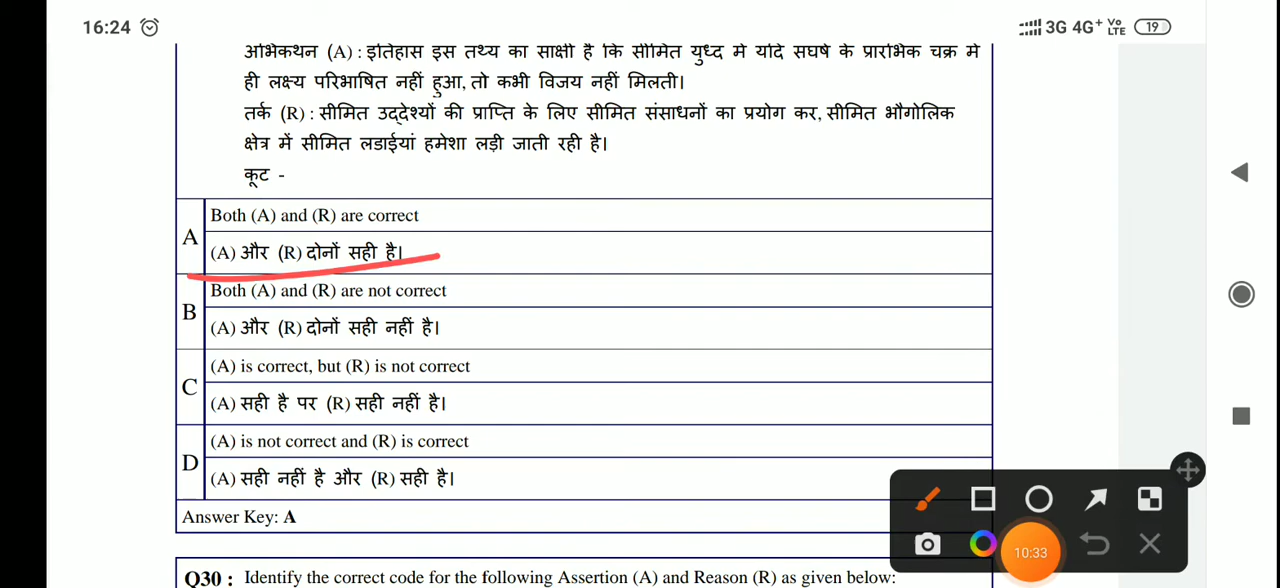 16:24
3G 4G+ Vo LTE 19
अभिकथन (A) : इतिहास इस तथ्य का साक्षी है कि सीमित युध्द में यदि संघर्ष के प्रारंभिक चक्र में
ही लक्ष्य परिभाषित नहीं हुआ, तो कभी विजय नहीं मिलती।
तर्क (R) : सीमित उद्देश्यों की प्राप्ति के लिए सीमित संसाधनों का प्रयोग कर, सीमित भौगोलिक
क्षेत्र में सीमित लडाईयां हमेशा लड़ी जाती रही है।
कूट -
A
Both (A) and (R) are correct
(A) और (R) दोनों सही है।
B
Both (A) and (R) are not correct
(A) और (R) दोनों सही नहीं है।
C
(A) is correct, but (R) is not correct
(A) सही है पर (R) सही नहीं है।
D
(A) is not correct and (R) is correct
(A) सही नहीं है और (R) सही है।
Answer Key: A
10:33
Q30 : Identify the correct code for the following Assertion (A) and Reason (R) as given below: